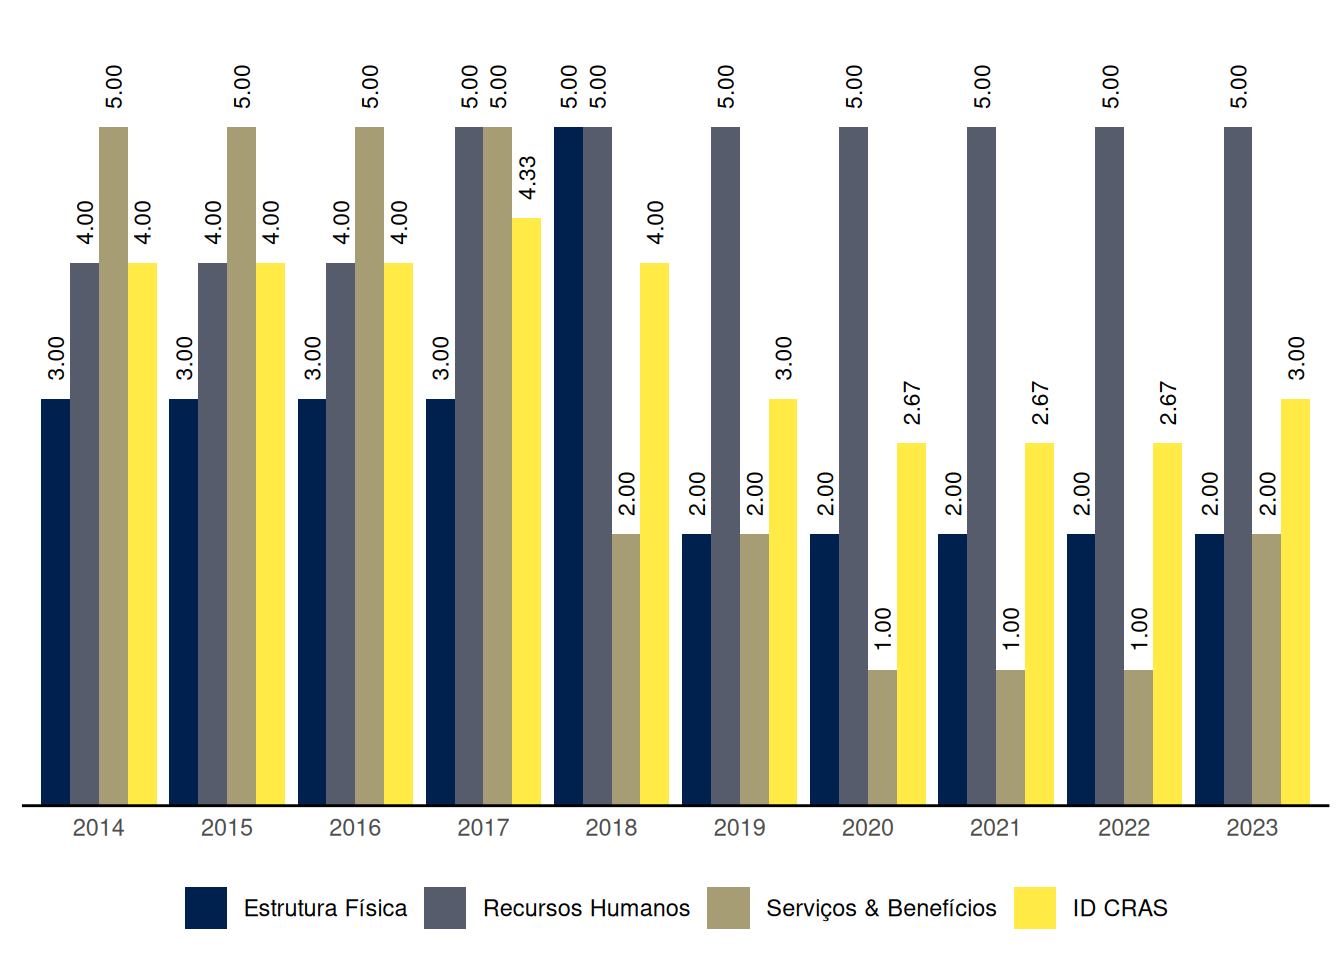 5.00 5.00 5.00 5.00 5.00 5.00 5.00 5.00 5.00 5.00 5.00 5.00
4.33
4.00 4.00 4.00 4.00 4.00 4.00 4.00
3.00 3.00 3.00 3.00 3.00 3.00
2.67 2.67 2.67
2.00 2.00 2.00 2.00 2.00 2.00 2.00 2.00
1.00 1.00 1.00
2014 2015 2016 2017 2018 2019 2020 2021 2022 2023
Estrutura Física Recursos Humanos Serviços & Benefícios ID CRAS